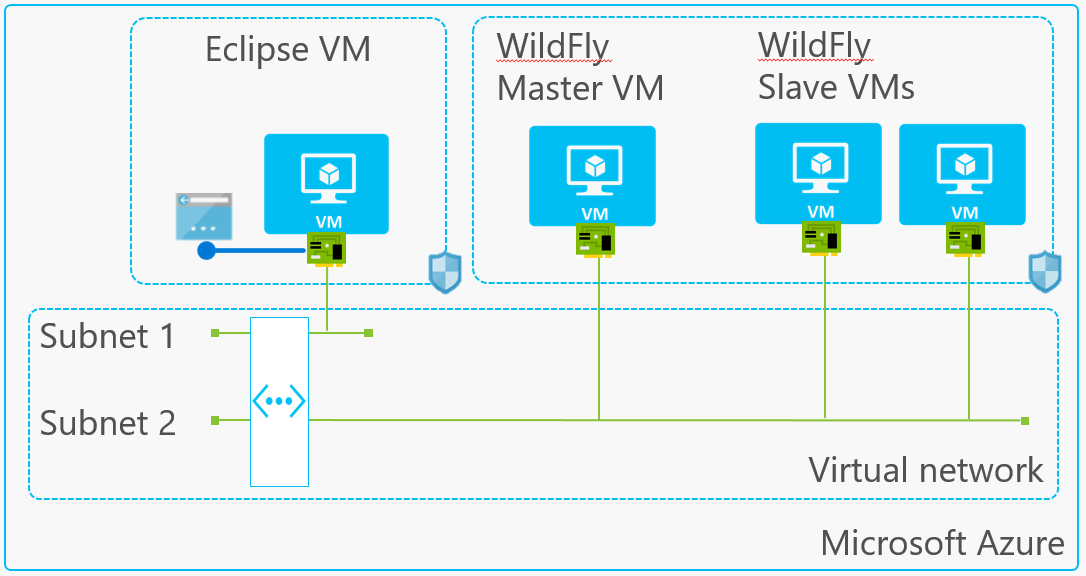 Eclipse VM
WildFly
Master VM
WildFly
Slave VMs
VM
VM
VM
VM
Subnet 1
Subnet 2
Virtual network
Microsoft Azure